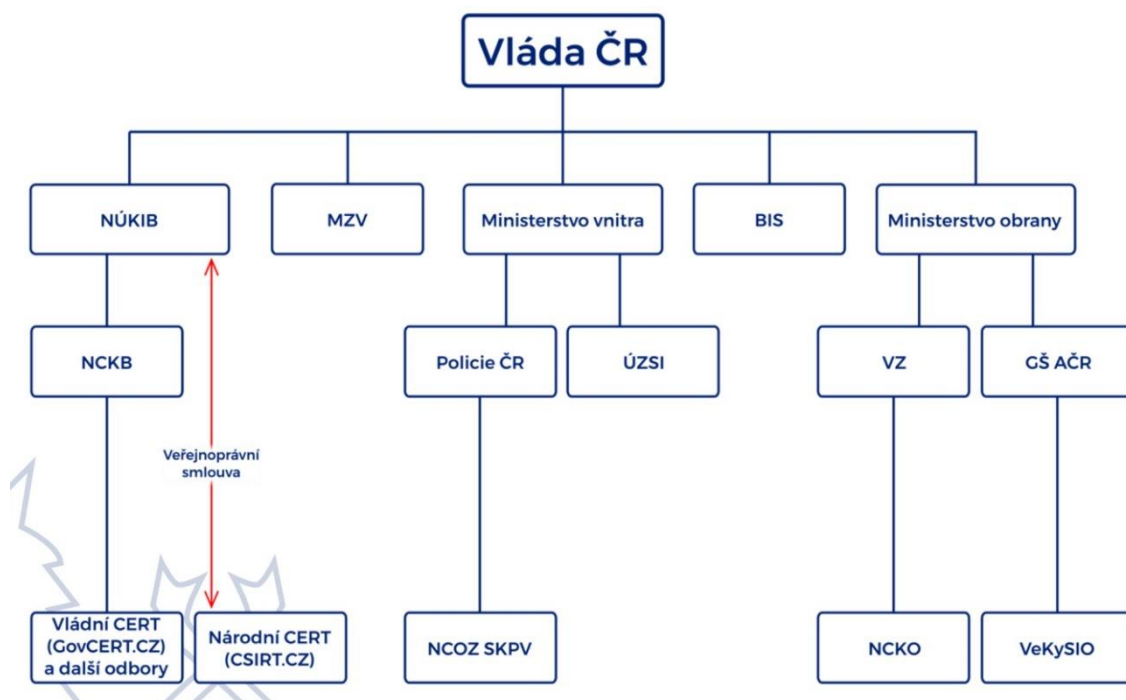 Vláda ČR
NÚKIB
MZV
Ministerstvo vnitra
BIS
Ministerstvo obrany
NCKB
Policie ČR
ÚZSI
VZ
GŠ AČR
Veřejnoprávní
smlouva
Vládní CERT
(GovCERT.CZ)
a další odbory
Národní CERT
(CSIRT.CZ)
NCOZ SKPV
NCKO
VeKySIO